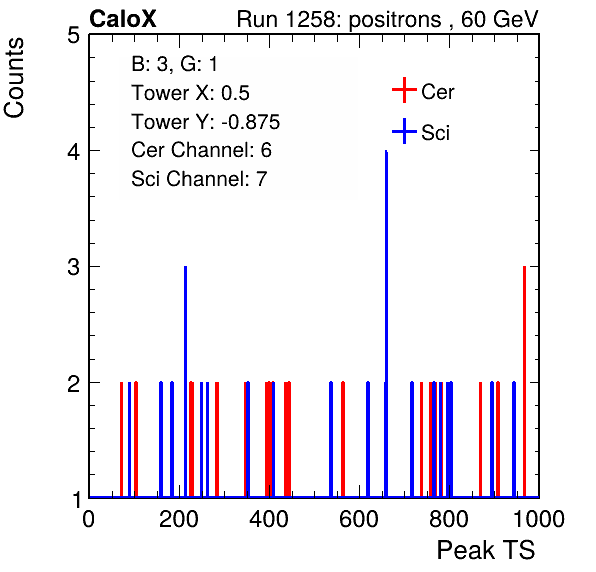 CaloX Run 1258: positrons , 60 GeV
Counts
B: 3, G: 1
Tower X: 0.5
Tower Y: -0.875
Cer Channel: 6
Sci Channel: 7
Cer
Sci
5
4
3
2
1
0 200 400 600 800 1000
Peak TS